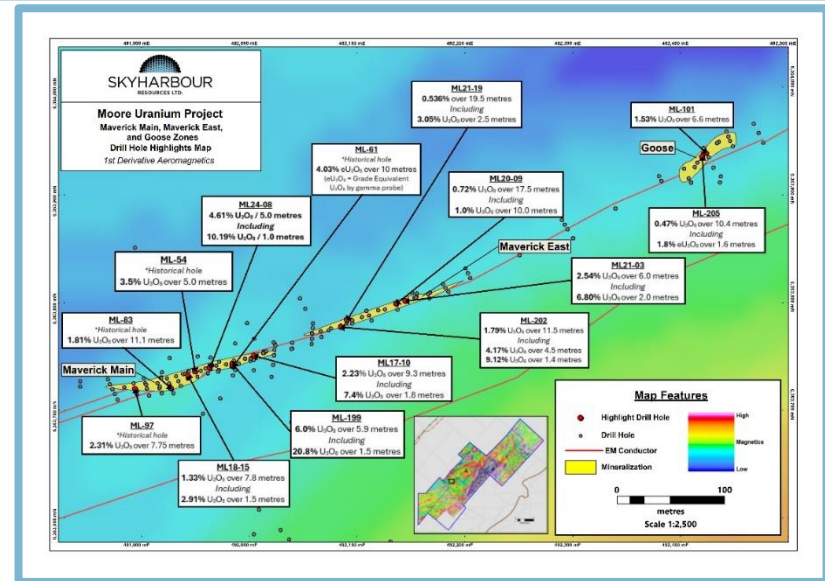 SKYHARBOUR
RESOURCES LTD.
Moore Uranium Project
Maverick Main, Maverick East,
and Goose Zones
Drill Hole Highlights Map
1st Derivative Aeromagnetics
ML21-19
0.536% U₃O₈ over 19.5 metres
Including
3.05% U₃O₈ over 2.5 metres
ML-101
1.53% U₃O₈ over 6.6 metres
Goose
ML-61
*Historical hole
4.03% eU₃O₈ over 10 metres
(eU₃O₈ = Grade Equivalent
U₃O₈ by gamma probe)
ML20-09
0.72% U₃O₈ over 17.5 metres
Including
1.0% U₃O₈ over 10.0 metres
ML24-08
4.61% U₃O₈ / 5.0 metres
Including
10.19% U₃O₈ / 1.0 metres
ML-205
0.47% U₃O₈ over 10.4 metres
Including
1.8% eU₃O₈ over 1.6 metres
Maverick East
ML-54
*Historical hole
3.5% U₃O₈ over 5.0 metres
ML21-03
2.54% U₃O₈ over 6.0 metres
Including
6.80% U₃O₈ over 2.0 metres
ML-83
*Historical hole
1.81% U₃O₈ over 11.1 metres
ML-202
1.79% U₃O₈ over 11.5 metres
Including
4.17% U₃O₈ over 4.5 metres
9.12% U₃O₈ over 1.4 metres
Maverick Main
ML17-10
2.23% U₃O₈ over 9.3 metres
Including
7.4% U₃O₈ over 1.8 metres
ML-97
*Historical hole
2.31% U₃O₈ over 7.75 metres
ML-199
6.0% U₃O₈ over 5.9 metres
Including
20.8% U₃O₈ over 1.5 metres
ML18-15
1.33% U₃O₈ over 7.8 metres
Including
2.91% U₃O₈ over 1.5 metres
Map Features
Highlight Drill Hole
Drill Hole
EM Conductor
Mineralization
High
Magnetics
Low
0 100
metres
Scale 1:2,500